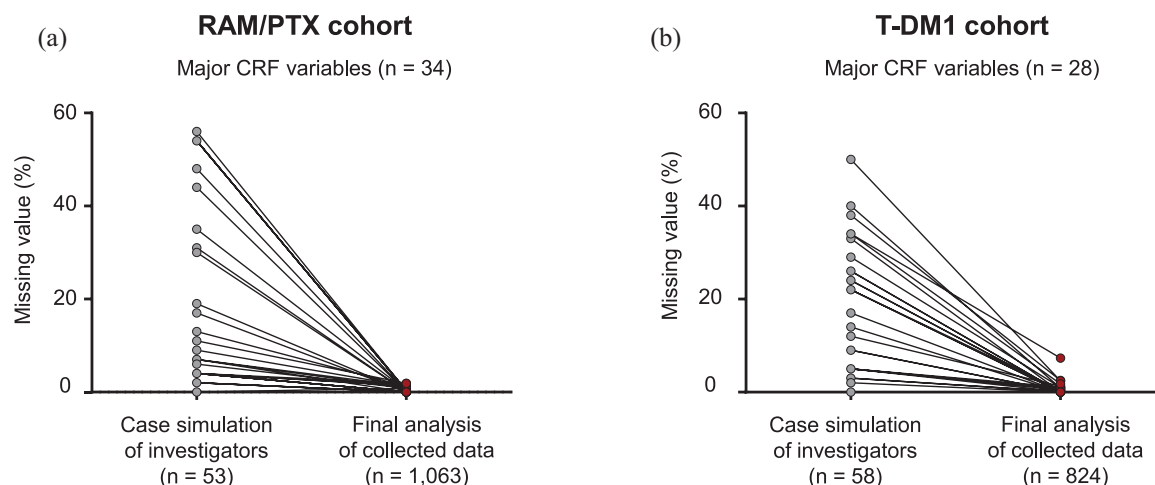 (a)
RAM/PTX cohort
Major CRF variables (n = 34)
Missing value (%)
60
40
20
0
Case simulation
of investigators
(n = 53)
Final analysis
of collected data
(n = 1,063)
(b)
T-DM1 cohort
Major CRF variables (n = 28)
Missing value (%)
60
40
20
0
Case simulation
of investigators
(n = 58)
Final analysis
of collected data
(n = 824)